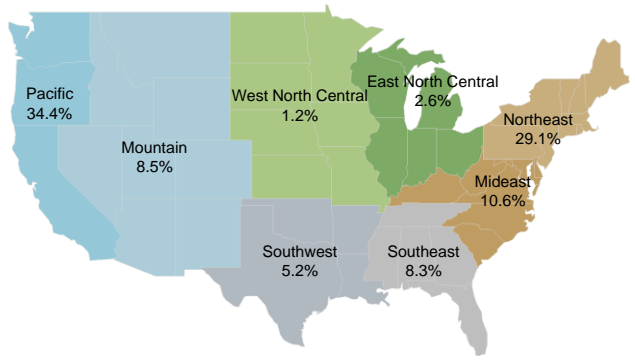 Pacific
34.4%
Mountain
8.5%
West North Central
1.2%
East North Central
2.6%
Northeast
29.1%
Mideast
10.6%
Southwest
5.2%
Southeast
8.3%